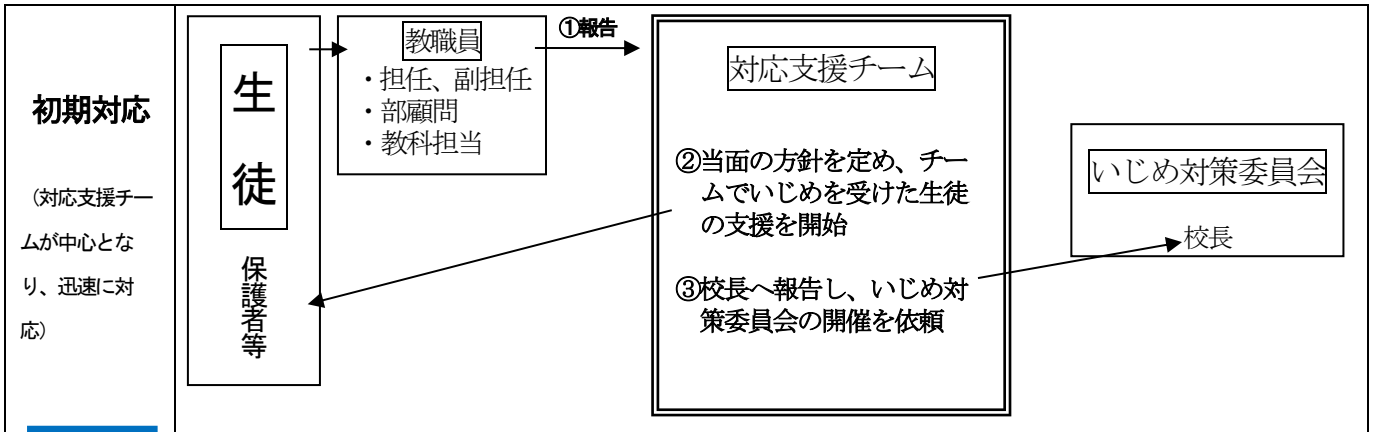 初期対応
（対応支援チー
ムが中心とな
り、迅速に対
応）
生徒
保護者等
教職員
・担任、副担任
・部顧問
・教科担当
①報告
対応支援チーム
②当面の方針を定め、チー
ムでいじめを受けた生徒
の支援を開始
③校長へ報告し、いじめ対
策委員会の開催を依頼
いじめ対策委員会
校長